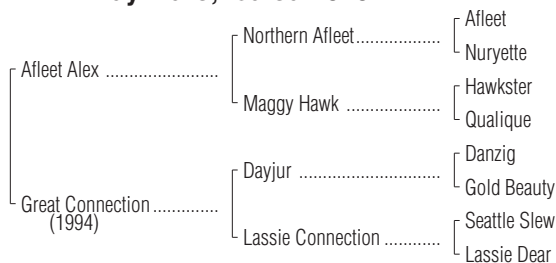 Afleet
Northern Afleet....................
Nuryette
Afleet Alex ..........................
Hawkster
Maggy Hawk ......................
Qualique
Danzig
Dayjur .................................
Gold Beauty
Great Connection...............
(1994)
Seattle Slew
Lassie Connection .............
Lassie Dear